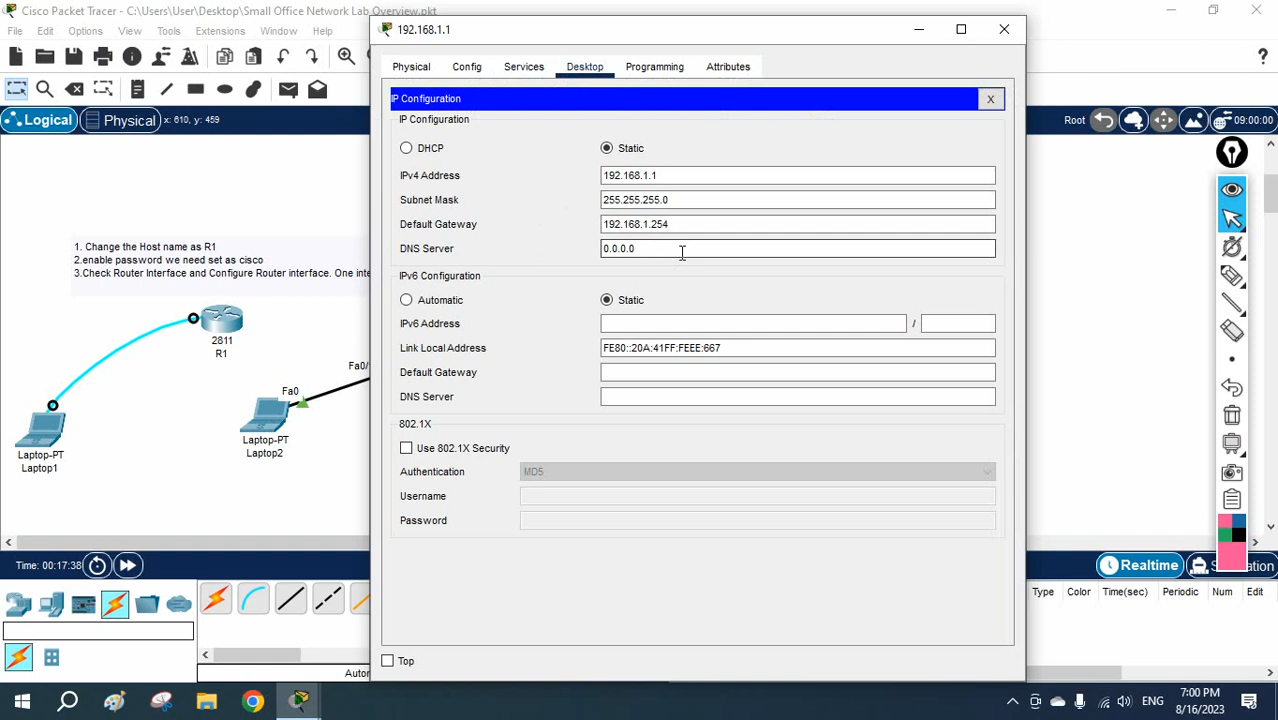 Cisco Packet Tracer - C:\Users\User\Desktop\Small Office Network Lab Overview.pkt
File Edit Options View Tools Extensions Window Help
Logical Physical x: 610, y: 459
Root 09:00:00
1. Change the Host name as R1
2.enable password we need set as cisco
3.Check Router Interface and Configure Router interface. One inte
2811
R1
Fa0/
Fa0
Laptop-PT
Laptop1
Laptop-PT
Laptop2
192.168.1.1
Physical Config Services Desktop Programming Attributes
IP Configuration X
IP Configuration
DHCP Static
IPv4 Address 192.168.1.1
Subnet Mask 255.255.255.0
Default Gateway 192.168.1.254
DNS Server 0.0.0.0
IPv6 Configuration
Automatic Static
IPv6 Address /
Link Local Address FE80::20A:41FF:FEEE:667
Default Gateway
DNS Server
802.1X
Use 802.1X Security
Authentication MD5
Username
Password
Top
Time: 00:17:38
Realtime
Type Color Time(sec) Periodic Num Edit
ENG
7:00 PM
8/16/2023